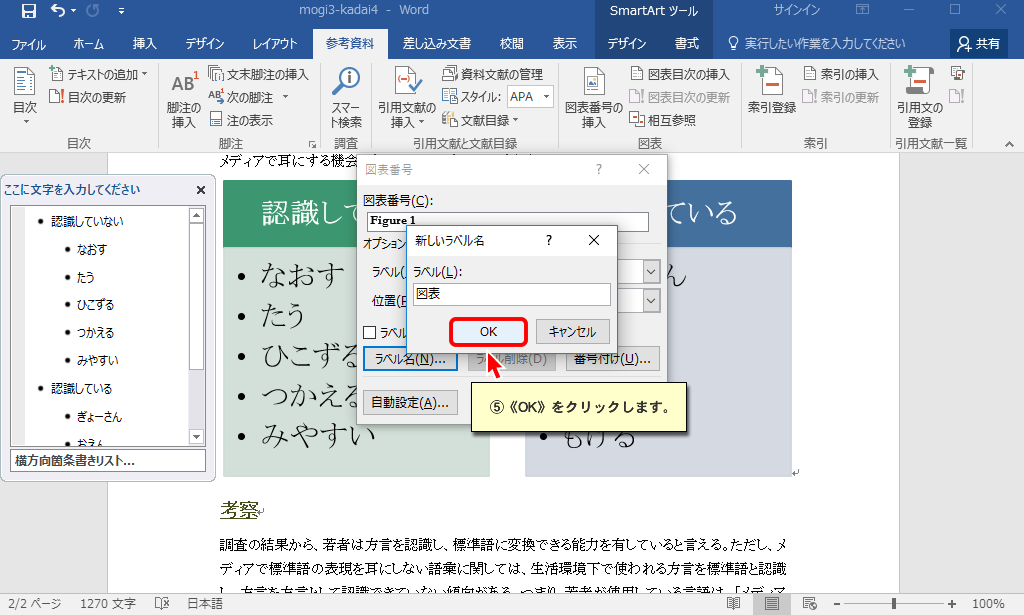 mogi3-kadai4 - Word
SmartArt ツール
サインイン
ファイル
ホーム
挿入
デザイン
レイアウト
参考資料
差し込み文書
校閲
表示
デザイン
書式
実行したい作業を入力してください
共有
目次
テキストの追加
目次の更新
目次
AB1
脚注の
挿入
文末脚注の挿入
次の脚注
注の表示
脚注
スマー
ト検索
調査
引用文献の
挿入
資料文献の管理
スタイル: APA
文献目録
引用文献と文献目録
図表番号の
挿入
図表目次の挿入
図表目次の更新
相互参照
図表
索引登録
索引の挿入
索引の更新
索引
引用文の
登録
引用文献一覧
メディアで耳にする機会
ここに文字を入力してください
認識していない
なおす
たう
ひこずる
つかえる
みやすい
認識している
ぎょーさん
おえん
横方向箇条書きリスト...
認識して
ている
なおす
たう
ひこずる
つかえる
みやすい
ん
もげる
図表番号
?
図表番号(C):
Figure 1
オプション
ラベル(
位置(
ラベル
ラベル名(N)...
ラベル削除(D)
番号付け(U)...
自動設定(A)...
新しいラベル名
?
ラベル(L):
図表
OK
キャンセル
⑤《OK》をクリックします。
考察
調査の結果から、若者は方言を認識し、標準語に変換できる能力を有していると言える。ただし、メ
ディアで標準語の表現を耳にしない語彙に関しては、生活環境下で使われる方言を標準語と認識
し、方言を方言として認識できていない傾向がある。つまり、若者が使用している言語は、「メディア
2/2 ページ
1270 文字
日本語
100%